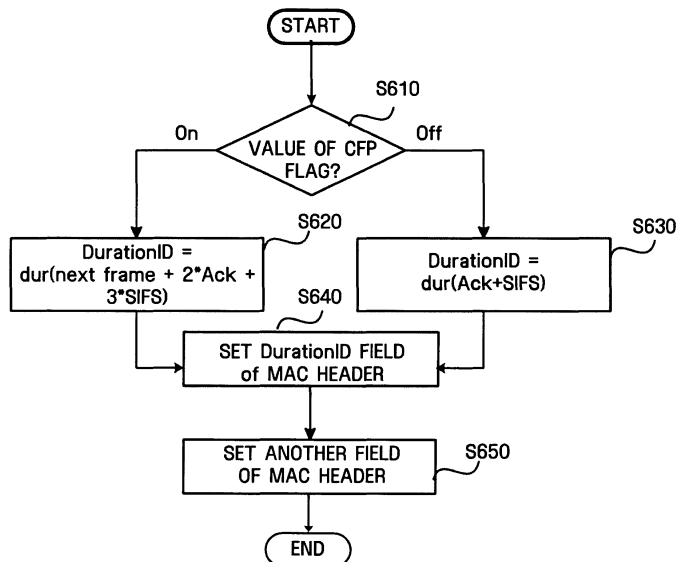 START
S610
On
VALUE OF CFP
FLAG?
Off
S620
DurationID =
dur(next frame + 2*Ack +
3*SIFS)
S630
DurationID =
dur(Ack+SIFS)
S640
SET DurationID FIELD
of MAC HEADER
SET ANOTHER FIELD
OF MAC HEADER
S650
END